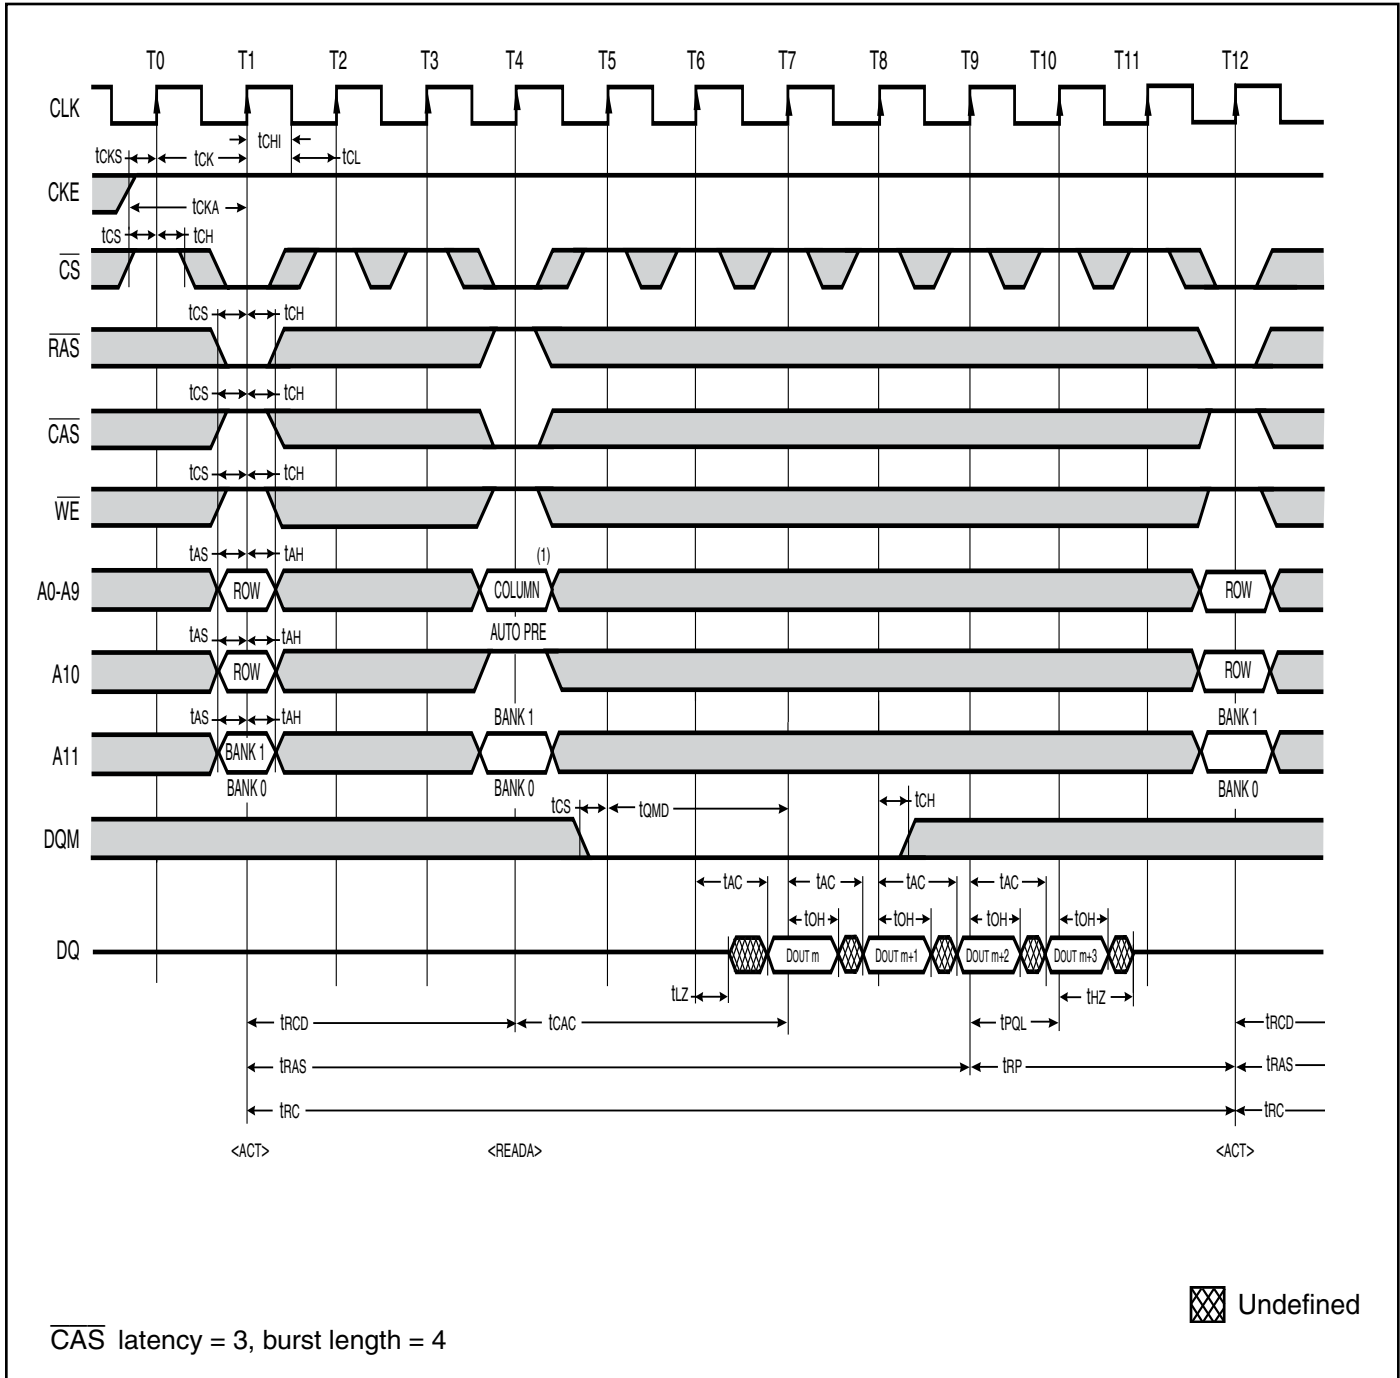 T0 T1 T2 T3 T4 T5 T6 T7 T8 T9 T10 T11 T12
CLK
tCHI
tCKS tCK tCL
CKE
tCKA
tCS tCH
CS
tCS tCH
RAS
tCS tCH
CAS
tCS tCH
WE
tAS tAH (1)
A0-A9 ROW COLUMN ROW
tAS tAH AUTO PRE
A10 ROW ROW
tAS tAH BANK 1 BANK 1
A11 BANK 1
BANK 0 BANK 0 BANK 0
tCS tQMD tCH
DQM
tAC tAC tAC tAC
tOH tOH tOH tOH
DQ DOUT m DOUT m+1 DOUT m+2 DOUT m+3
tLZ tHZ
tRCD tCAC tPQL tRCD
tRAS tRP tRAS
tRC tRC
<ACT> <READA> <ACT>
Undefined
CAS latency = 3, burst length = 4